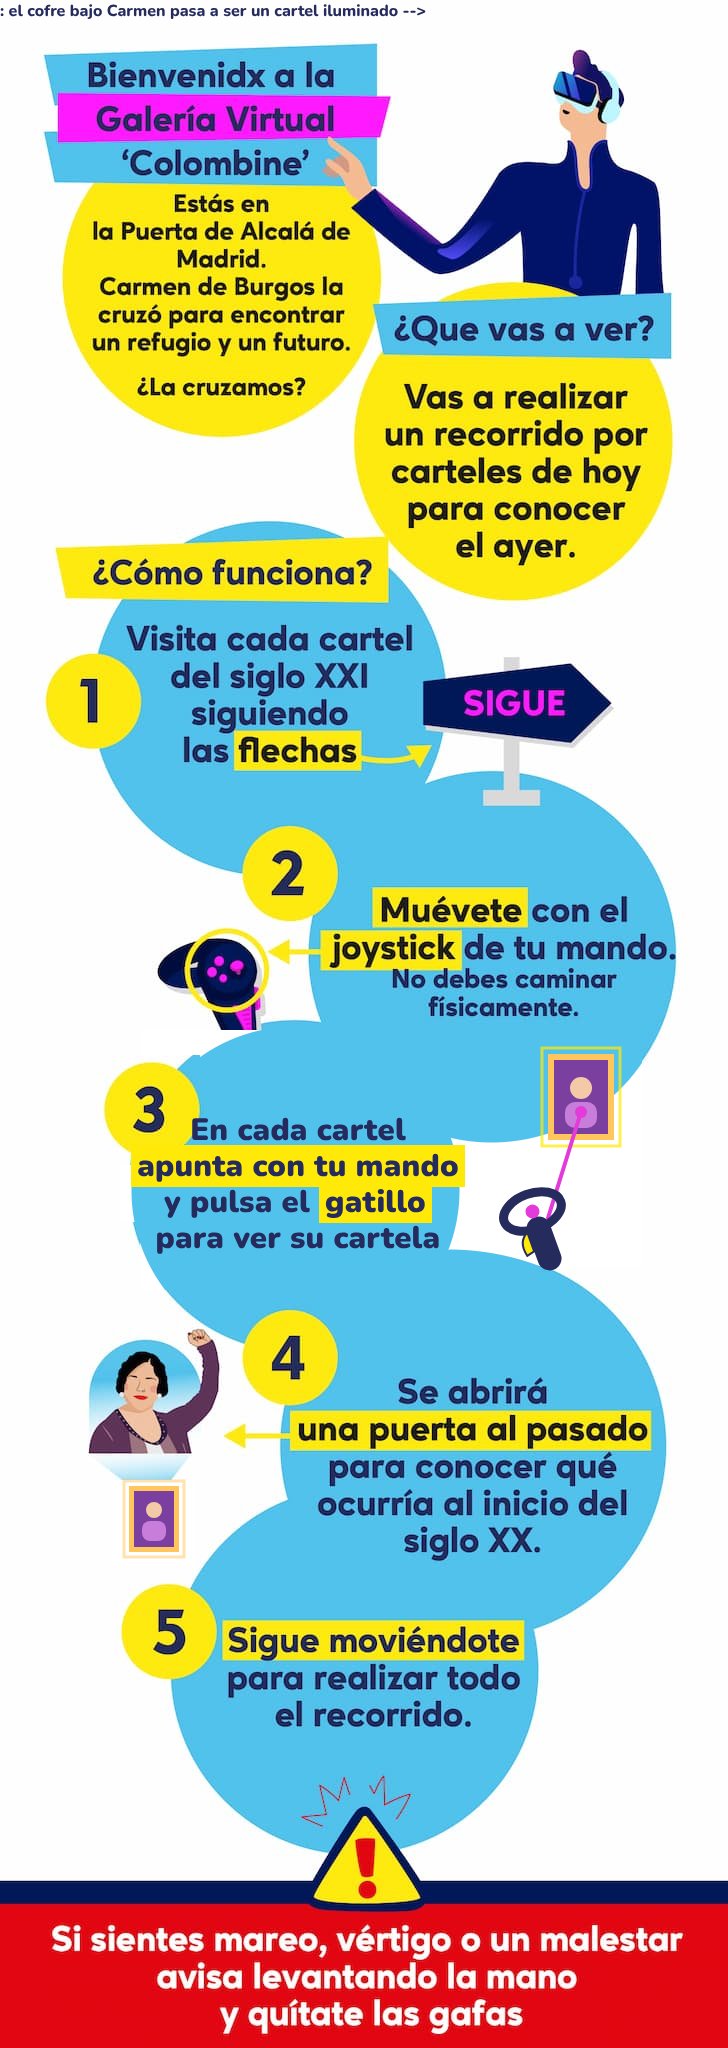 : el cofre bajo Carmen pasa a ser un cartel iluminado -->
Bienvenidx a la
Galería Virtual
‘Colombine’
Estás en
la Puerta de Alcalá de
Madrid.
Carmen de Burgos la
cruzó para encontrar
un refugio y un futuro.
¿La cruzamos?
¿Que vas a ver?
Vas a realizar
un recorrido por
carteles de hoy
para conocer
el ayer.
¿Cómo funciona?
1
Visita cada cartel
del siglo XXI
siguiendo
las flechas
SIGUE
2
Muévete con el
joystick de tu mando.
No debes caminar
físicamente.
3
En cada cartel
apunta con tu mando
y pulsa el gatillo
para ver su cartela
4
Se abrirá
una puerta al pasado
para conocer qué
ocurría al inicio del
siglo XX.
5
Sigue moviéndote
para realizar todo
el recorrido.
!
Si sientes mareo, vértigo o un malestar
avisa levantando la mano
y quítate las gafas